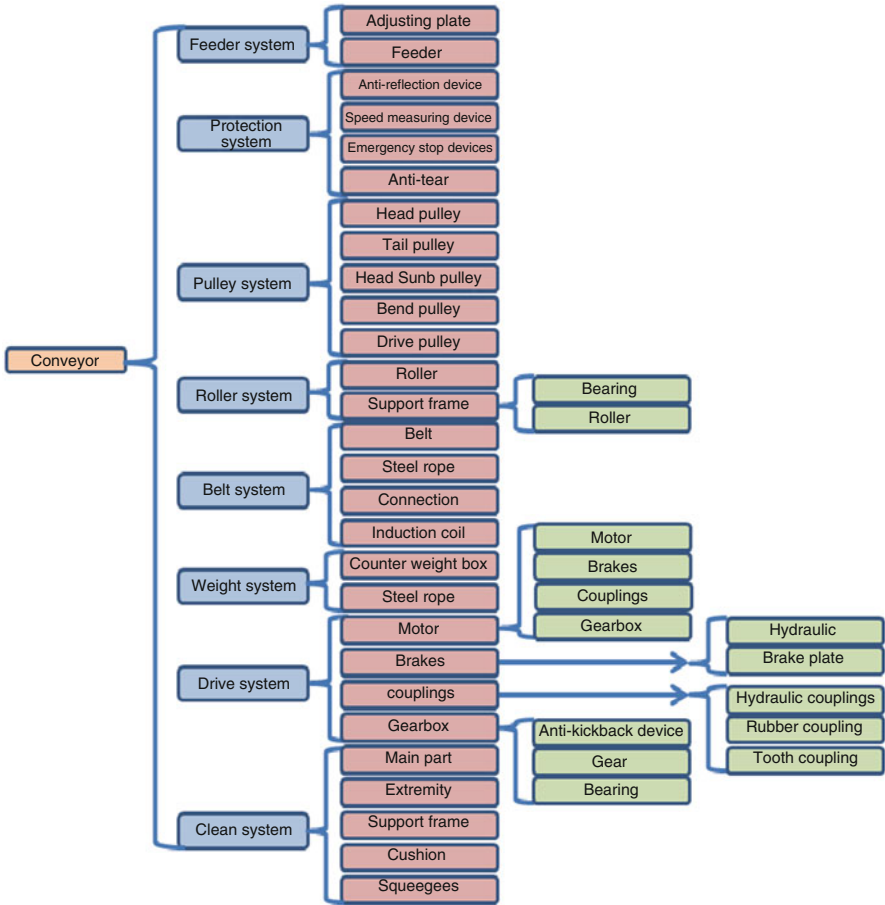 Conveyor
Feeder system
Adjusting plate
Feeder
Protection
system
Anti-reflection device
Speed measuring device
Emergency stop devices
Anti-tear
Pulley system
Head pulley
Tail pulley
Head Sunb pulley
Bend pulley
Drive pulley
Roller system
Roller
Support frame
Bearing
Roller
Belt system
Belt
Steel rope
Connection
Induction coil
Weight system
Counter weight box
Steel rope
Drive system
Motor
Motor
Brakes
Couplings
Gearbox
Brakes
Hydraulic
Brake plate
couplings
Hydraulic couplings
Rubber coupling
Tooth coupling
Gearbox
Anti-kickback device
Gear
Bearing
Clean system
Main part
Extremity
Support frame
Cushion
Squeegees